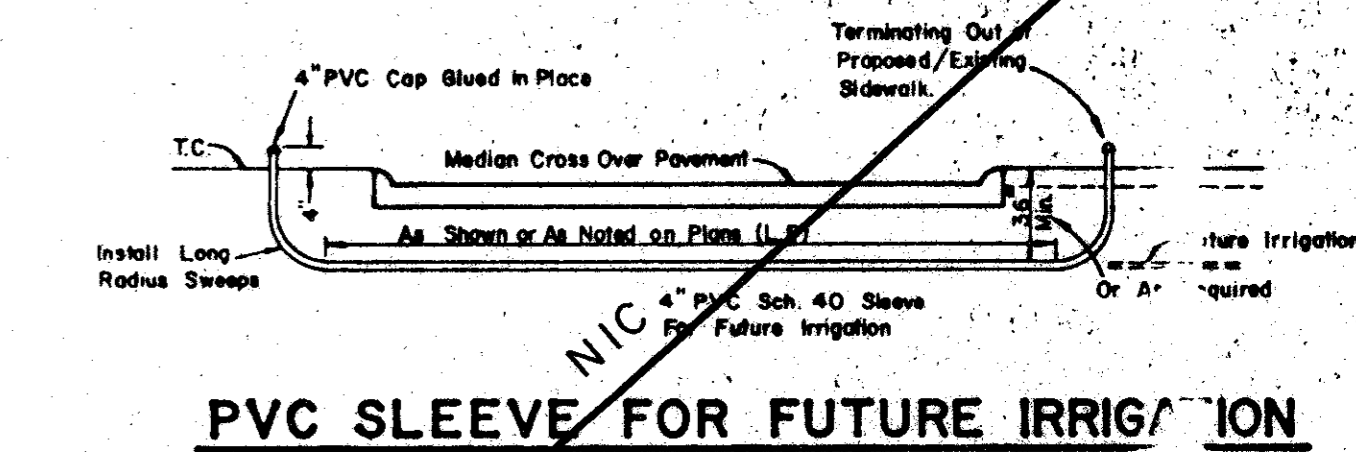 Terminating Out of
Proposed/Existing
Sidewalk.
4" PVC Cap Glued in Place
T.C.
Median Cross Over Pavement
4"
36"
Min.
As Shown or As Noted on Plans
Install Long
Radius Sweeps
Irrigation
Or
4" PVC Sch. 40 Sleeve
For Future Irrigation
NIC
PVC SLEEVE FOR FUTURE IRRIGATION